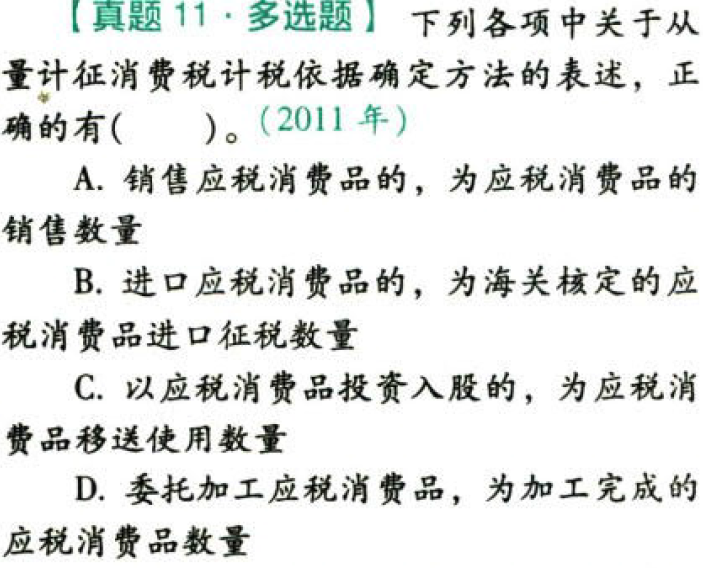 【真题 11·多选题】 下列各项中关于从
量计征消费税计税依据确定方法的表述，正
确的有(　　)。(2011 年)
A. 销售应税消费品的，为应税消费品的
销售数量
B. 进口应税消费品的，为海关核定的应
税消费品进口征税数量
C. 以应税消费品投资入股的，为应税消
费品移送使用数量
D. 委托加工应税消费品，为加工完成的
应税消费品数量